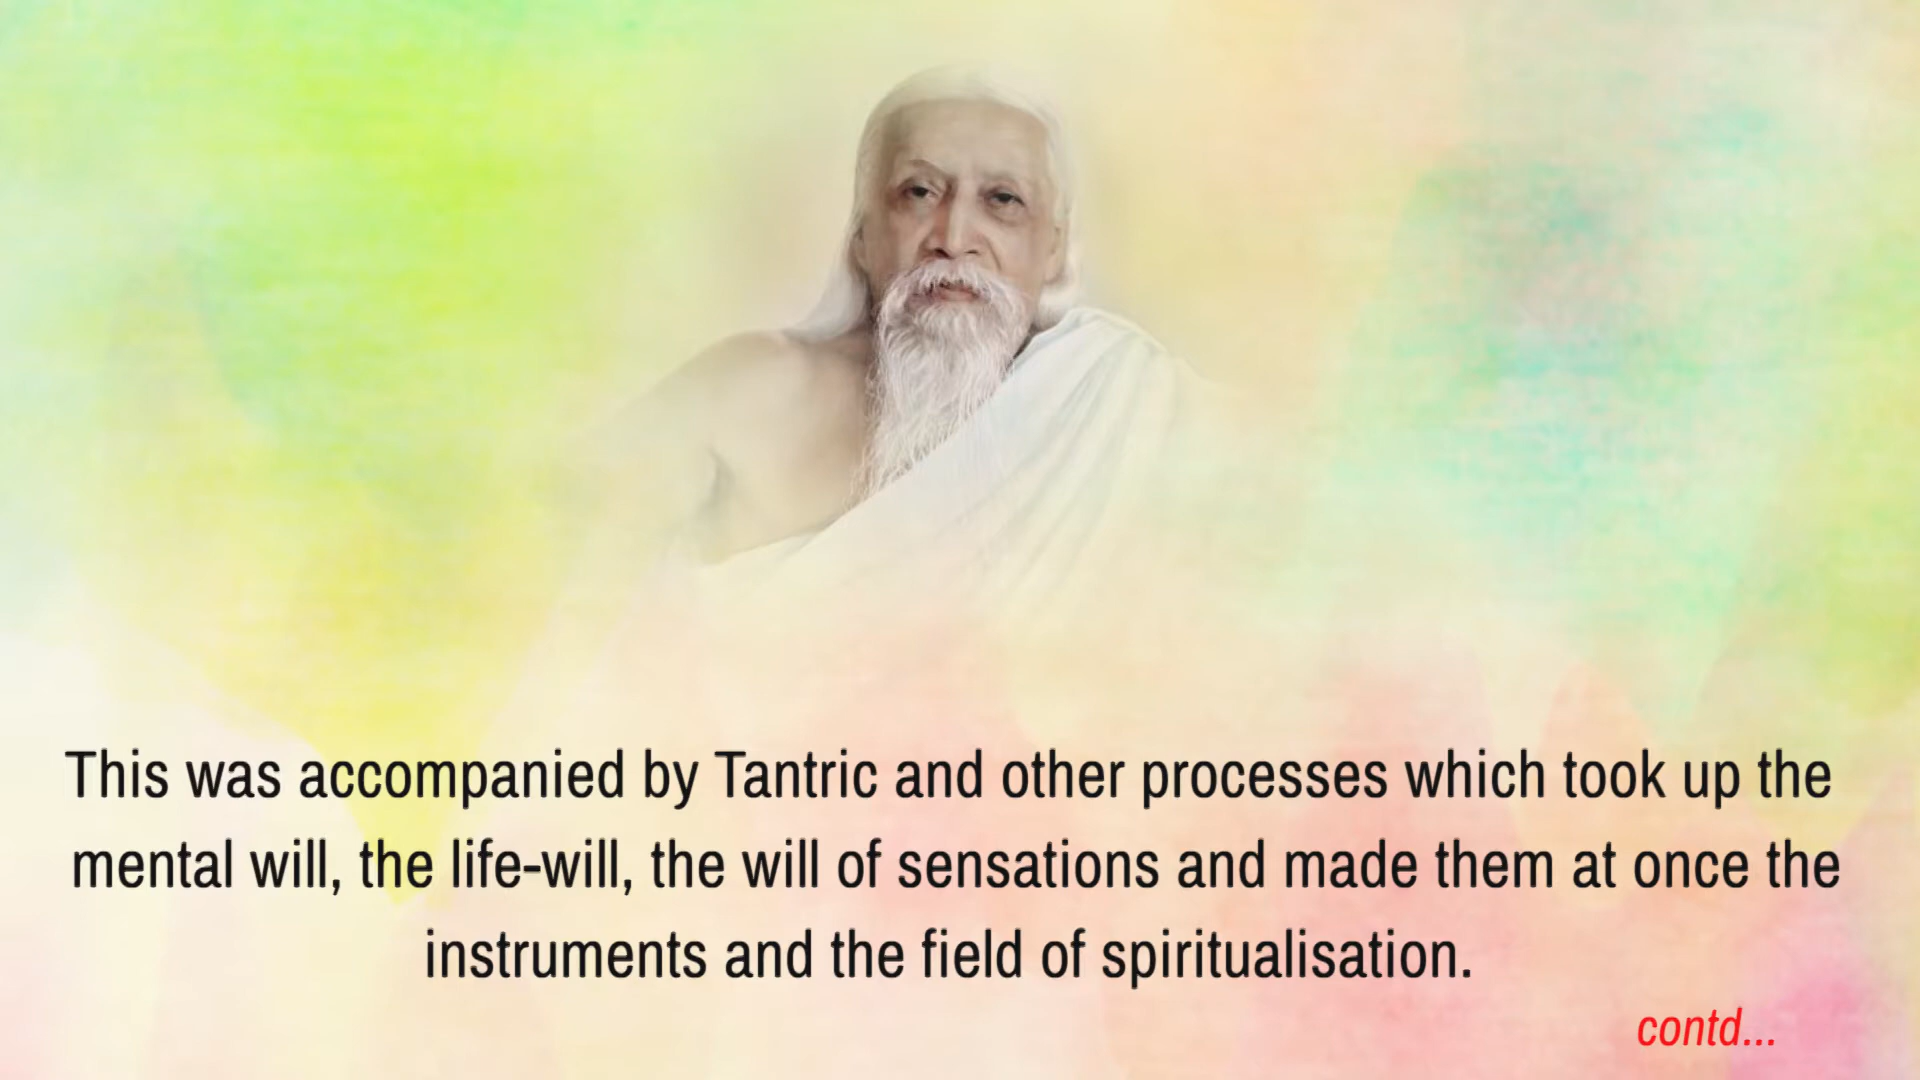 This was accompanied by Tantric and other processes which took up the
mental will, the life-will, the will of sensations and made them at once the
instruments and the field of spiritualisation.
contd...